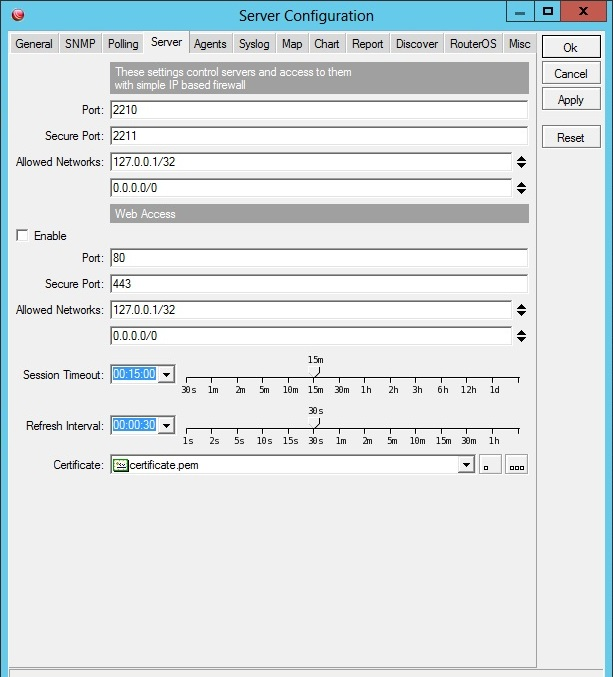 Server Configuration
General SNMP Polling Server Agents Syslog Map Chart Report Discover RouterOS Misc
Ok
Cancel
Apply
Reset
These settings control servers and access to them
with simple IP based firewall
Port: 2210
Secure Port: 2211
Allowed Networks: 127.0.0.1/32
0.0.0.0/0
Web Access
Enable
Port: 80
Secure Port: 443
Allowed Networks: 127.0.0.1/32
0.0.0.0/0
15m
Session Timeout: 00:15:00
30s 1m 2m 5m 10m 15m 30m 1h 2h 3h 6h 12h 1d
30s
Refresh Interval: 00:00:30
1s 2s 5s 10s 15s 30s 1m 2m 5m 10m 15m 30m 1h
Certificate: certificate.pem